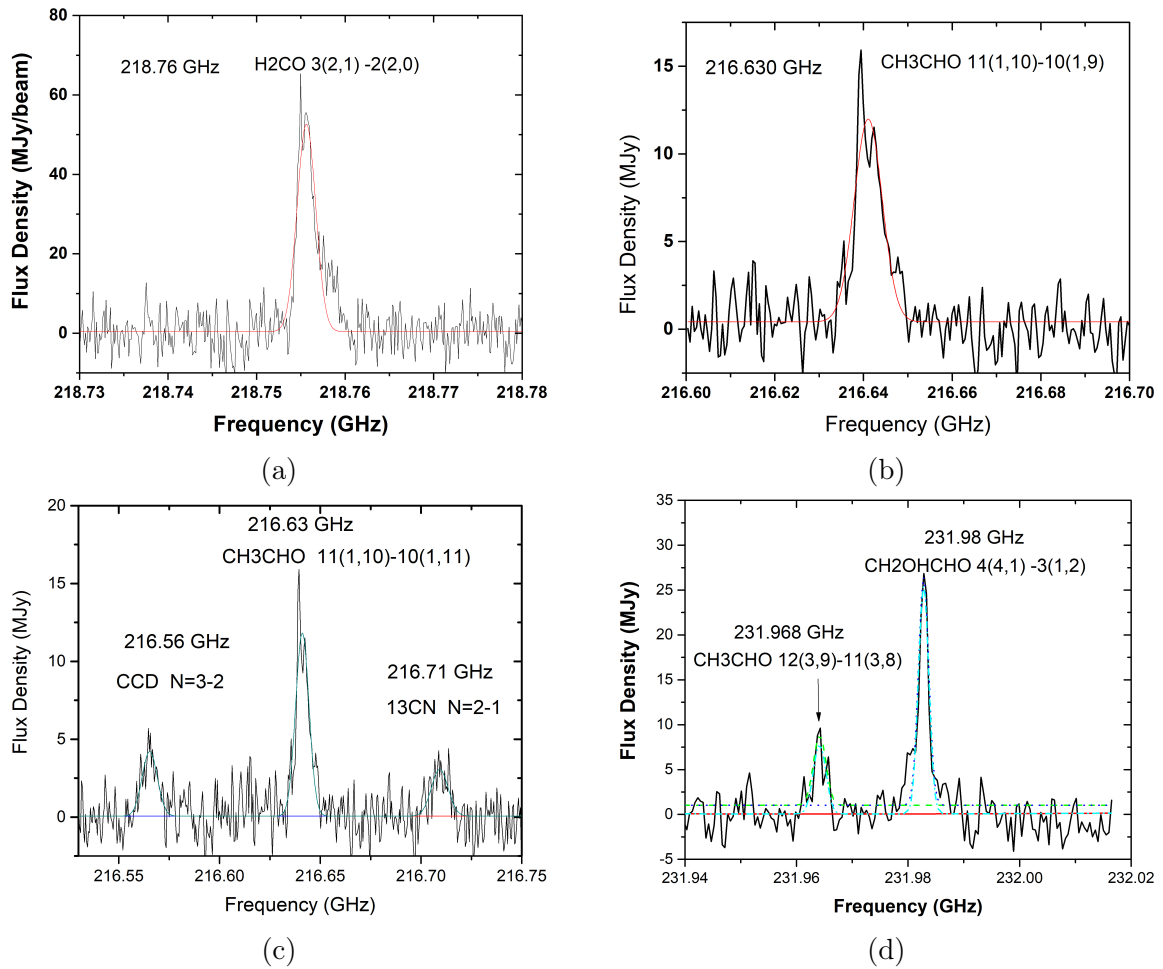 80
60
40
20
0
Flux Density (MJy/beam)
218.76 GHz
H2CO 3(2,1) -2(2,0)
218.73 218.74 218.75 218.76 218.77 218.78
Frequency (GHz)
(a)
15
10
5
0
Flux Density (MJy)
216.630 GHz
CH3CHO 11(1,10)-10(1,9)
216.60 216.62 216.64 216.66 216.68 216.70
Frequency (GHz)
(b)
20
15
10
5
0
Flux Density (MJy)
216.63 GHz
CH3CHO 11(1,10)-10(1,11)
216.56 GHz
CCD N=3-2
216.71 GHz
13CN N=2-1
216.55 216.60 216.65 216.70 216.75
Frequency (GHz)
(c)
35
30
25
20
15
10
5
0
-5
Flux Density (MJy)
231.98 GHz
CH2OHCHO 4(4,1) -3(1,2)
231.968 GHz
CH3CHO 12(3,9)-11(3,8)
231.94 231.96 231.98 232.00 232.02
Frequency (GHz)
(d)